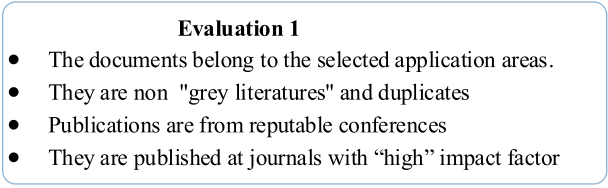 Evaluation 1
• The documents belong to the selected application areas.
• They are non "grey literatures" and duplicates
• Publications are from reputable conferences
• They are published at journals with “high” impact factor